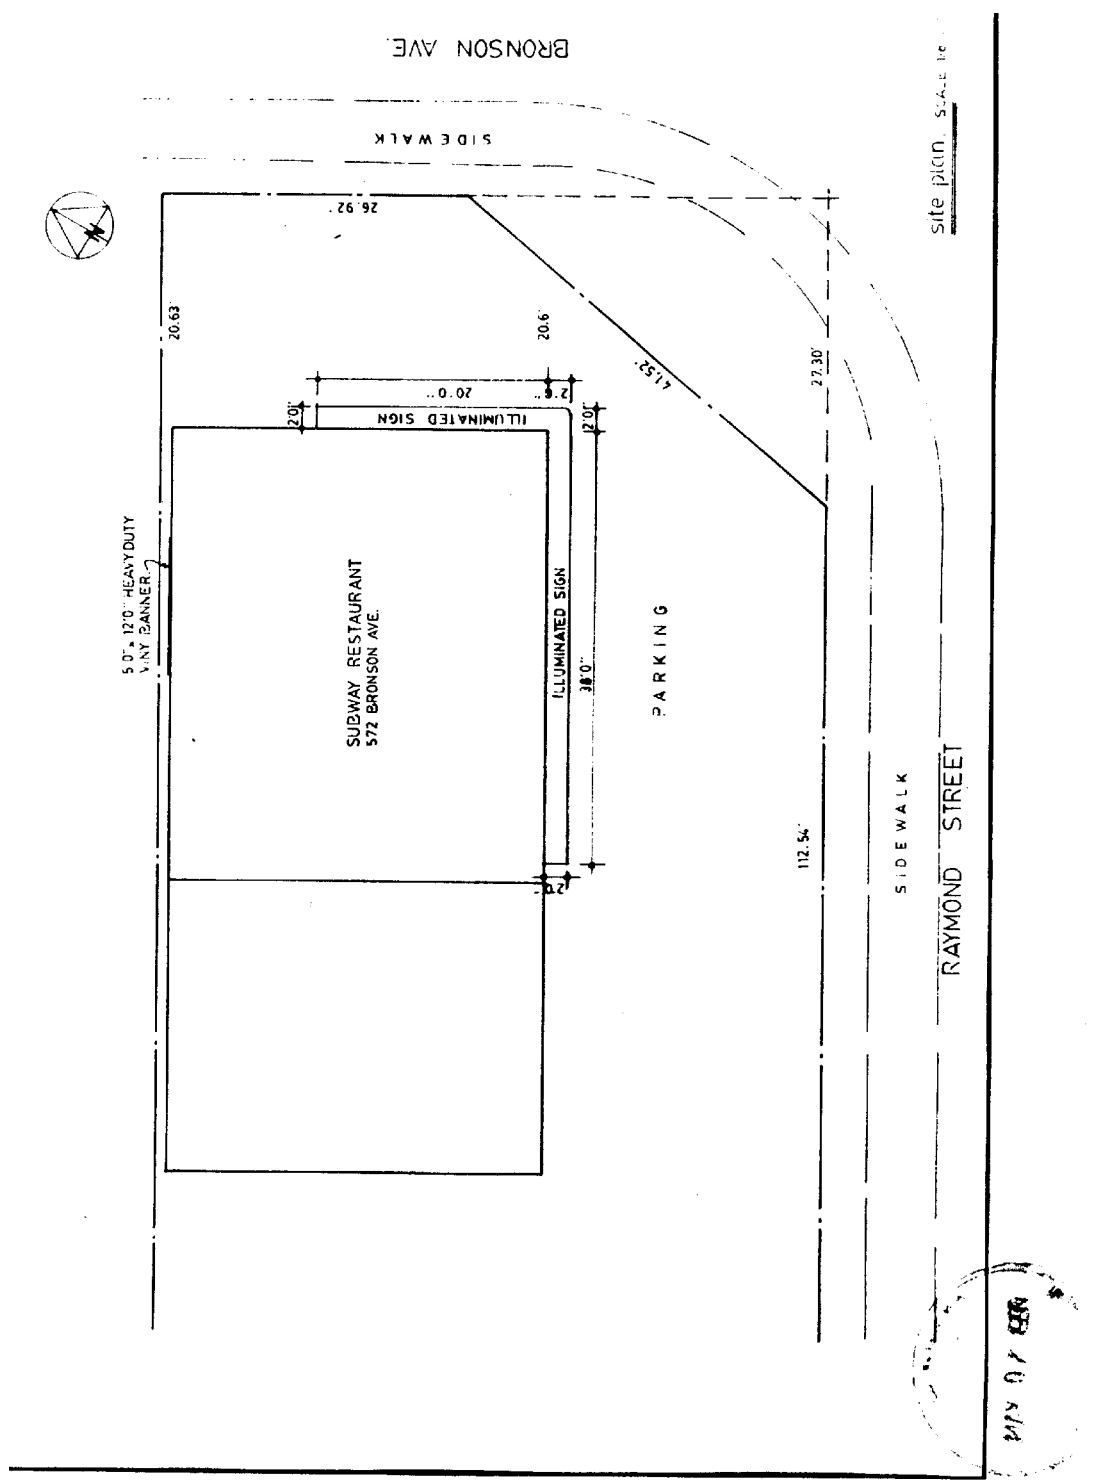 BRONSON AVE.
SIDEWALK
26.92'
20.63'
20.6'
41.52'
27.30'
2'6"
20'0"
2'0"
2'0"
ILLUMINATED SIGN
5'0" x 12'0" HEAVY DUTY
BANNER.
SUBWAY RESTAURANT
572 BRONSON AVE.
ILLUMINATED SIGN
38'0"
PARKING
2'0"
112.54'
SIDEWALK
RAYMOND STREET
site plan.
N